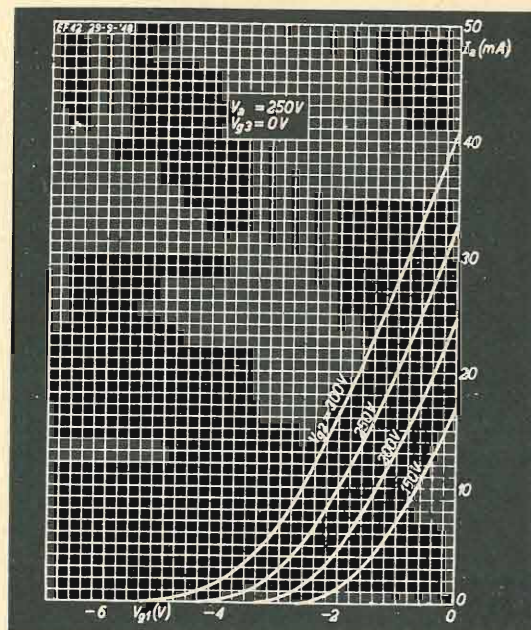 EF42 29-9-'48
50
Ia(mA)
Va = 250V
Vg3 = 0V
40
30
20
Vg2=300V
250V
200V
150V
10
0
-6
Vg1(V)
-4
-2
0